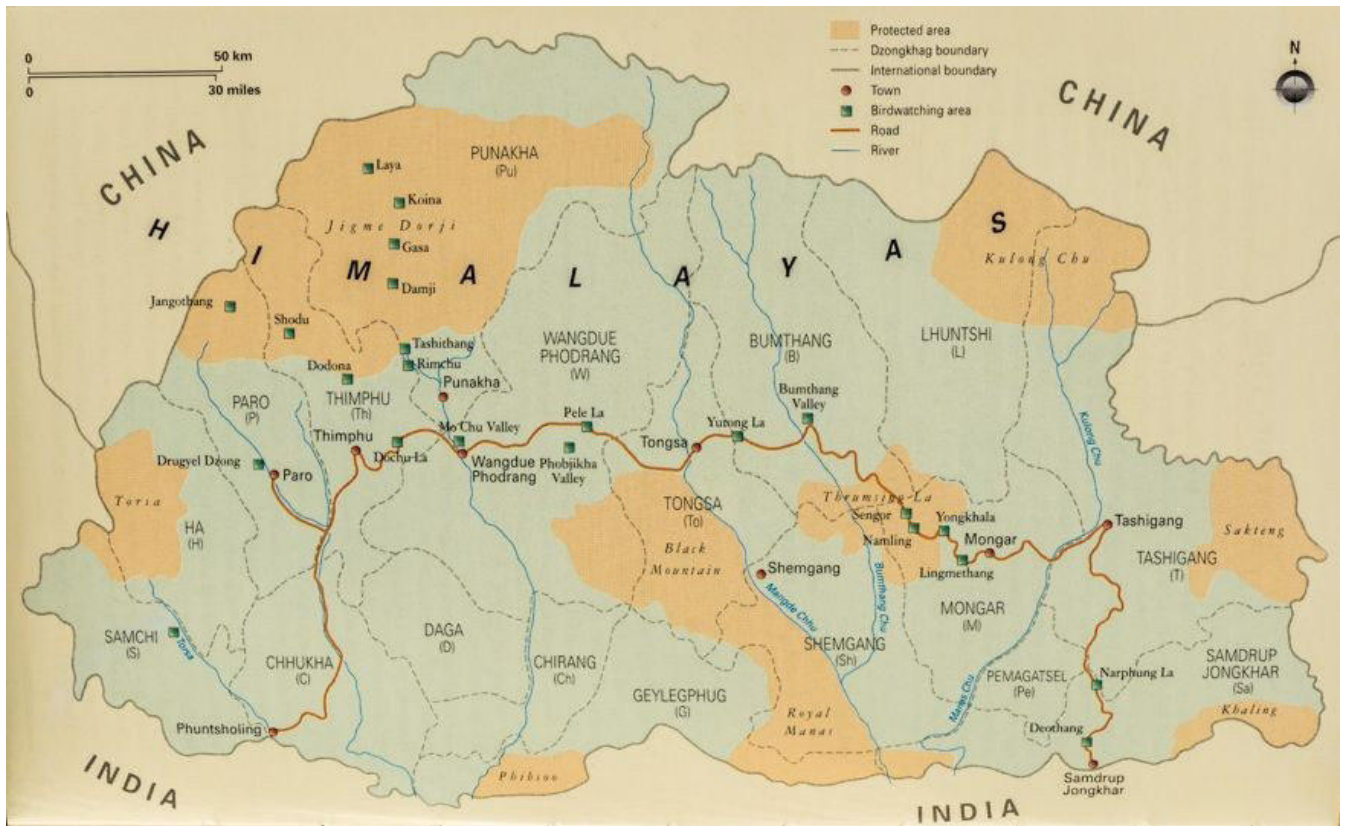 0
50 km
0
30 miles
Protected area
Dzongkhag boundary
International boundary
Town
Birdwatching area
Road
River
N
CHINA
CHINA
HIMALAYAS
PUNAKHA
(Pu)
Laya
Koina
Jigme Dorji
Gasa
Damji
Kulong Chu
Jangothang
Shodu
Tashithang
Rimchu
Dodona
Punakha
WANGDUE
PHODRANG
(W)
BUMTHANG
(B)
LHUNTSHI
(L)
PARO
(P)
THIMPHU
(Th)
Bumthang
Valley
Pele La
Yutong La
Mo Chu Valley
Thimphu
Dochu La
Tongsa
Kulong Chu
Drugyel Dzong
Paro
Wangdue
Phodrang
Phobjikha
Valley
Torsa
HA
(H)
TONGSA
(To)
Black
Mountain
Thrumsing La
Sengor
Yongkhala
Namling
Mongar
Lingmethang
Tashigang
Sakteng
TASHIGANG
(T)
Shemgang
Mangde Chhu
Bumthang Chu
MONGAR
(M)
SAMCHI
(S)
Torsa
DAGA
(D)
CHHUKHA
(C)
CHIRANG
(Ch)
SHEMGANG
(Sh)
GEYLEGPHUG
(G)
PEMAGATSEL
(Pe)
Narphung La
SAMDRUP
JONGKHAR
(Sa)
Manas Chu
Royal
Manas
Khaling
Phuntsholing
Deothang
Phibsoo
Samdrup
Jongkhar
INDIA
INDIA